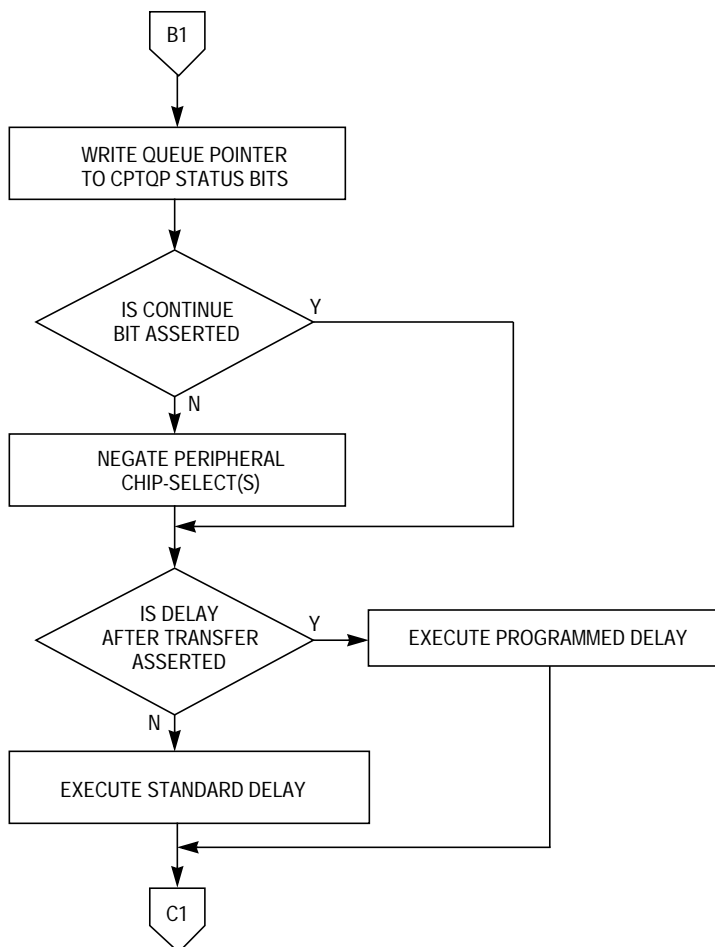 B1
WRITE QUEUE POINTER
TO CPTQP STATUS BITS
IS CONTINUE
BIT ASSERTED
Y
N
NEGATE PERIPHERAL
CHIP-SELECT(S)
IS DELAY
AFTER TRANSFER
ASSERTED
Y
EXECUTE PROGRAMMED DELAY
N
EXECUTE STANDARD DELAY
C1